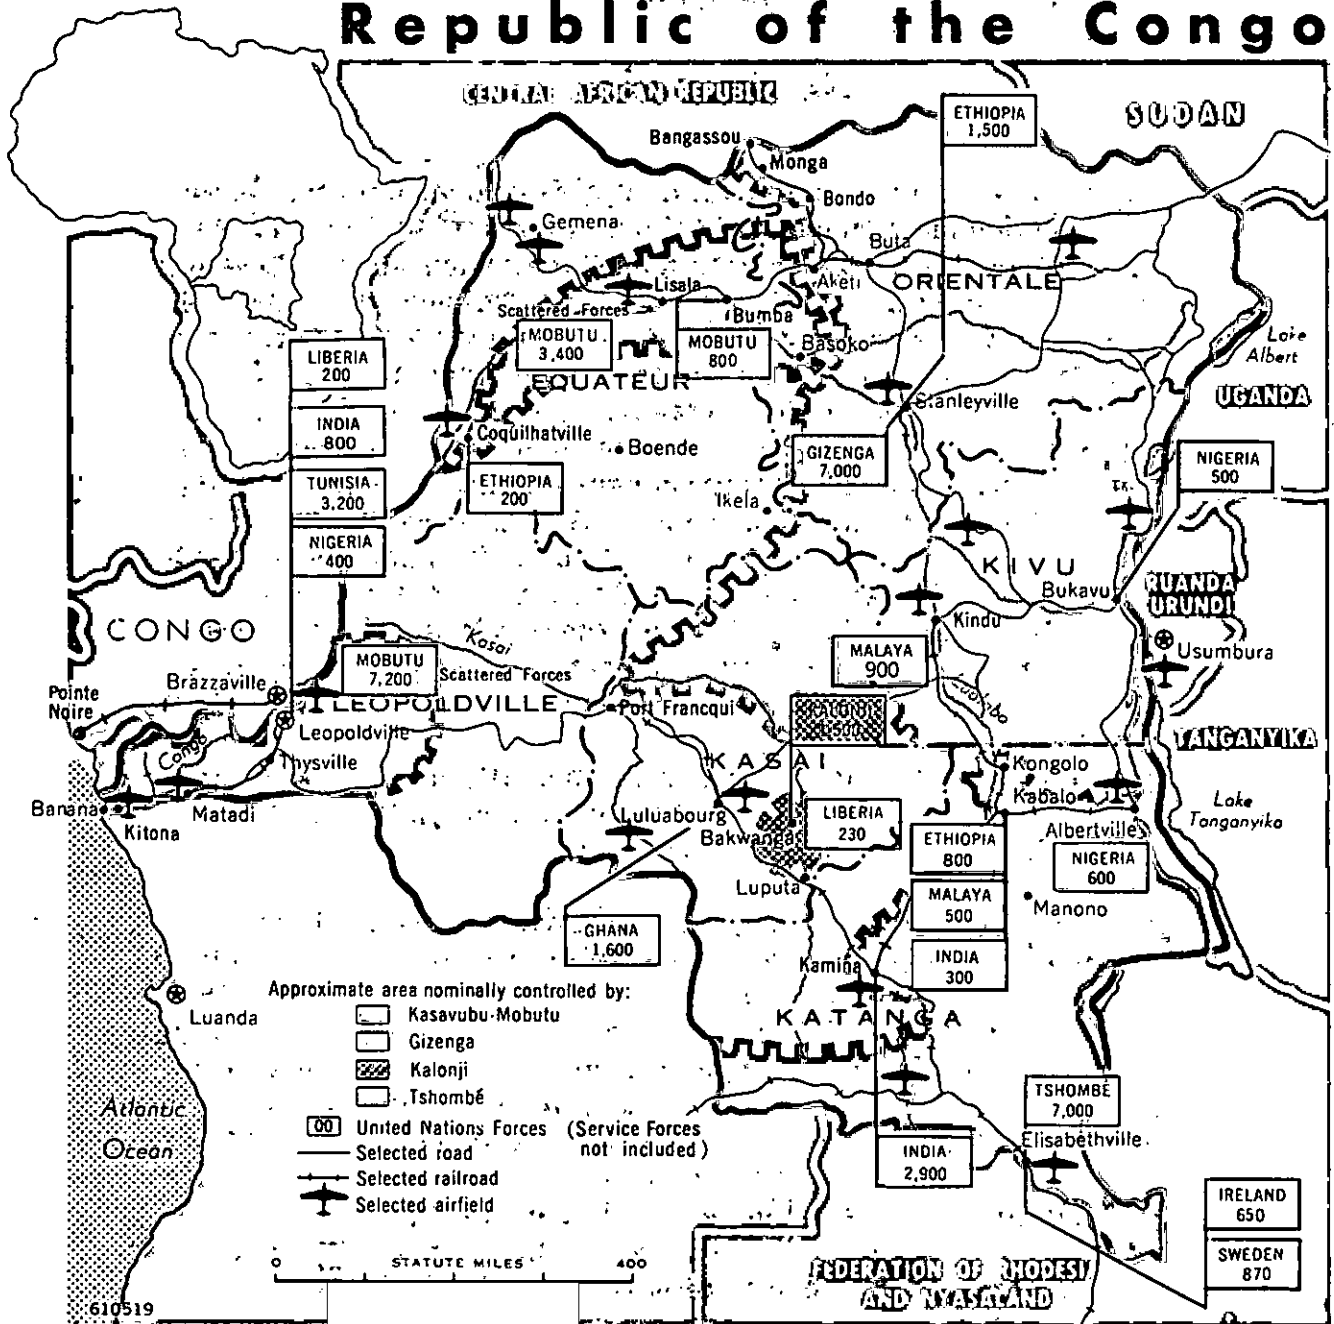 Republic of the Congo
CENTRAL AFRICAN REPUBLIC
SUDAN
ETHIOPIA
1,500
Bangassou
Monga
Bondo
Gemena
Buta
ORIENTALE
Aketi
Lisala
Bumba
Scattered Forces
MOBUTU
3,400
MOBUTU
800
Basoko
Lake
Albert
UGANDA
LIBERIA
200
EQUATEUR
Stanleyville
INDIA
800
Coquilhatville
Boende
GIZENGA
7,000
NIGERIA
500
TUNISIA
3,200
ETHIOPIA
200
Ikela
NIGERIA
400
KIVU
Bukavu
RUANDA
URUNDI
CONGO
Kasai
Kindu
Usumbura
MOBUTU
7,200
Scattered Forces
MALAYA
900
Brazzaville
Pointe
Noire
LEOPOLDVILLE
Port Francqui
Lualaba
Leopoldville
Congo
Thysville
KASAI
TANGANYIKA
Kongolo
Kabalo
Lake
Tanganyika
Banana
Kitona
Matadi
Luluabourg
Bakwanga
LIBERIA
230
ETHIOPIA
800
Albertville
NIGERIA
600
Luputa
MALAYA
500
Manono
GHANA
1,600
INDIA
300
Kamina
Luanda
KATANGA
Approximate area nominally controlled by:
Kasavubu-Mobutu
Gizenga
Kalonji
Tshombé
00 United Nations Forces (Service Forces
not included)
Selected road
Selected railroad
Selected airfield
Atlantic
Ocean
TSHOMBÉ
7,000
Elisabethville
INDIA
2,900
IRELAND
650
SWEDEN
870
0 STATUTE MILES 400
FEDERATION OF RHODESI
AND NYASALAND
610519